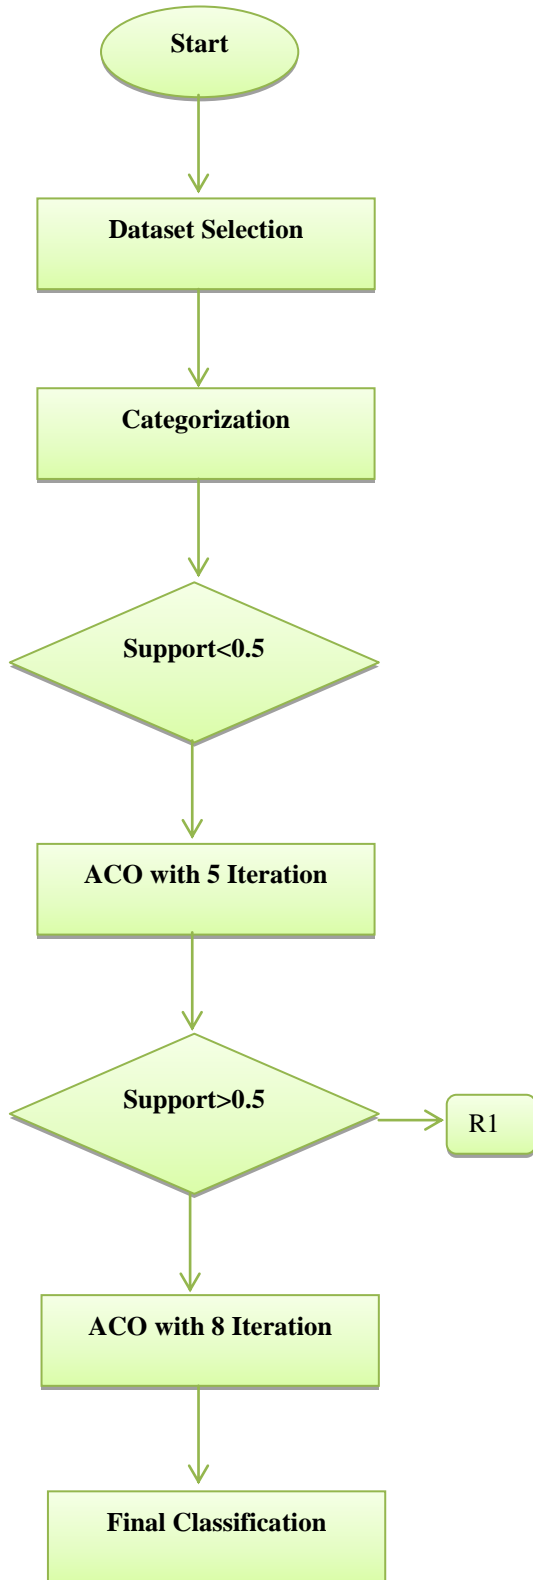 Start
Dataset Selection
Categorization
Support<0.5
ACO with 5 Iteration
Support>0.5
R1
ACO with 8 Iteration
Final Classification